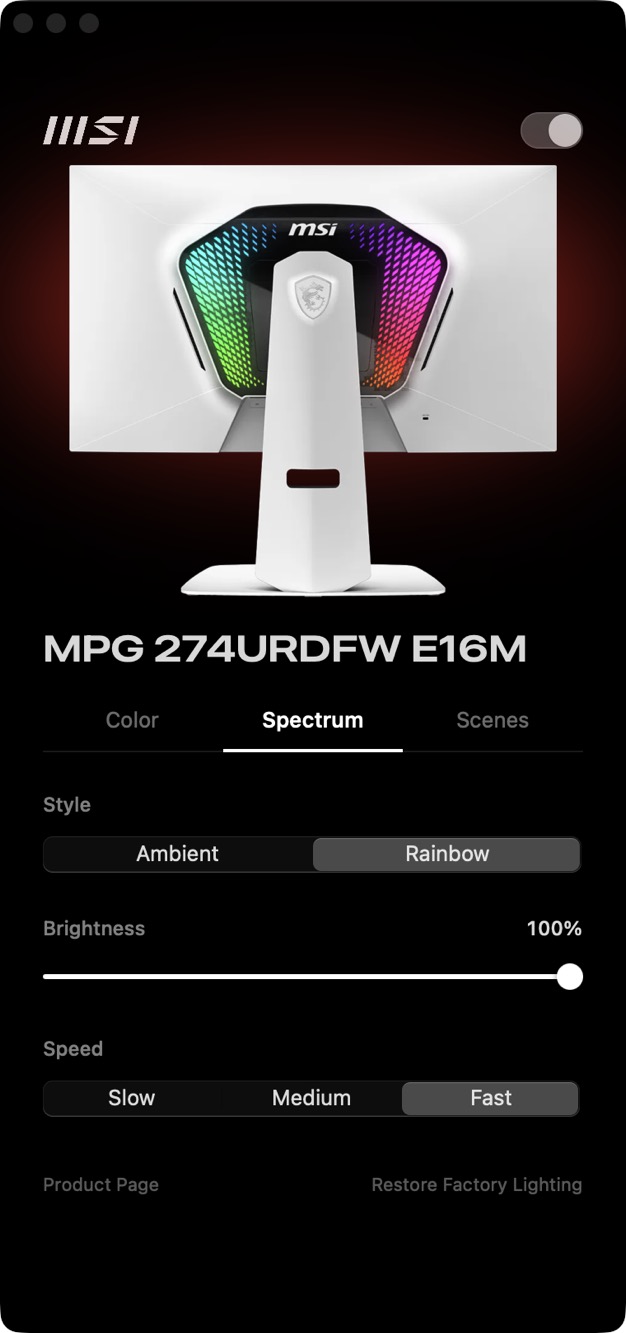 msi
msi
MPG 274URDFW E16M
Color Spectrum Scenes
Style
Ambient Rainbow
Brightness 100%
Speed
Slow Medium Fast
Product Page Restore Factory Lighting